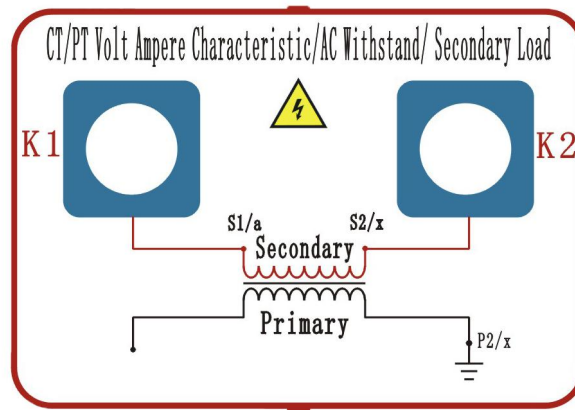 CT/PT Volt Ampere Characteristic/AC Withstand/ Secondary Load
K1
K2
S1/a
S2/x
Secondary
Primary
P2/x